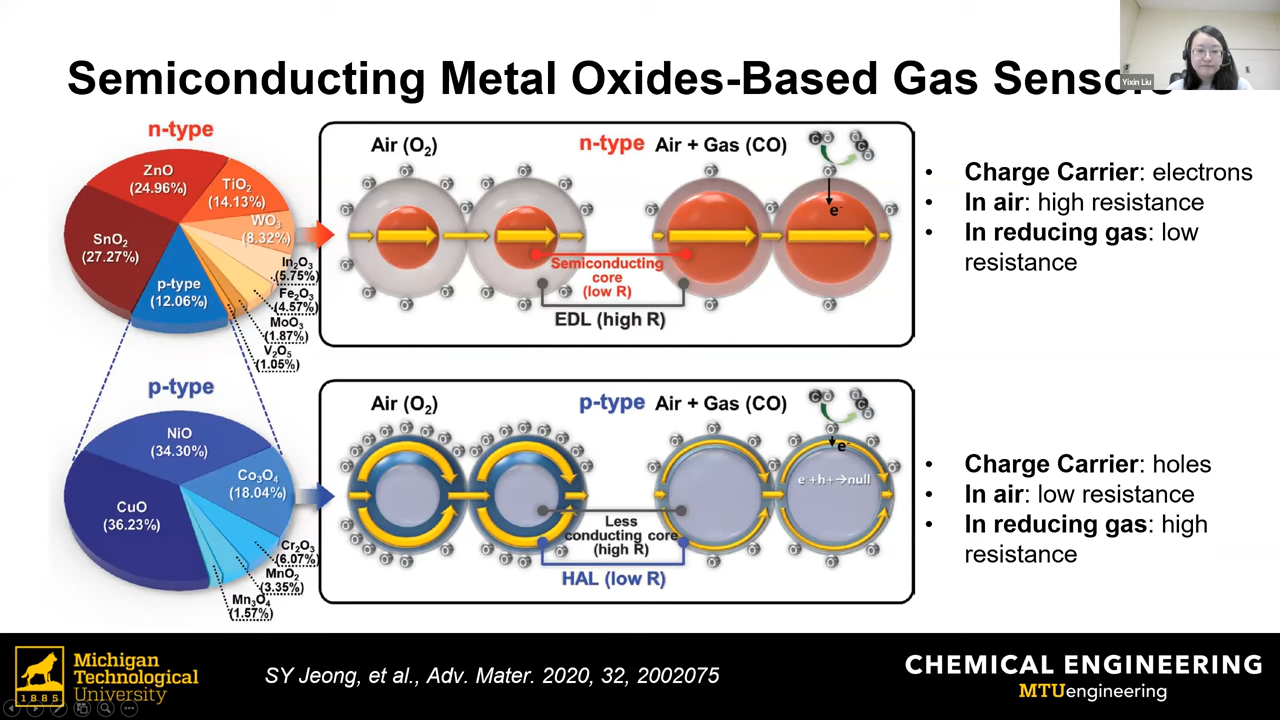 Semiconducting Metal Oxides-Based Gas Sensors
Yixin Liu
n-type
ZnO
(24.96%)
TiO₂
(14.13%)
WO₃
(8.32%)
SnO₂
(27.27%)
In₂O₃
(5.75%)
p-type
(12.06%)
Fe₂O₃
(4.57%)
MoO₃
(1.87%)
V₂O₅
(1.05%)
Air (O₂)
n-type Air + Gas (CO)
e⁻
Semiconducting
core
(low R)
EDL (high R)
• Charge Carrier: electrons
• In air: high resistance
• In reducing gas: low
resistance
p-type
NiO
(34.30%)
Co₃O₄
(18.04%)
CuO
(36.23%)
Cr₂O₃
(6.07%)
MnO₂
(3.35%)
Mn₃O₄
(1.57%)
Air (O₂)
p-type Air + Gas (CO)
e⁻
e⁻+h+→null
Less
conducting core
(high R)
HAL (low R)
• Charge Carrier: holes
• In air: low resistance
• In reducing gas: high
resistance
Michigan
Technological
University
1885
SY Jeong, et al., Adv. Mater. 2020, 32, 2002075
CHEMICAL ENGINEERING
MTUengineering